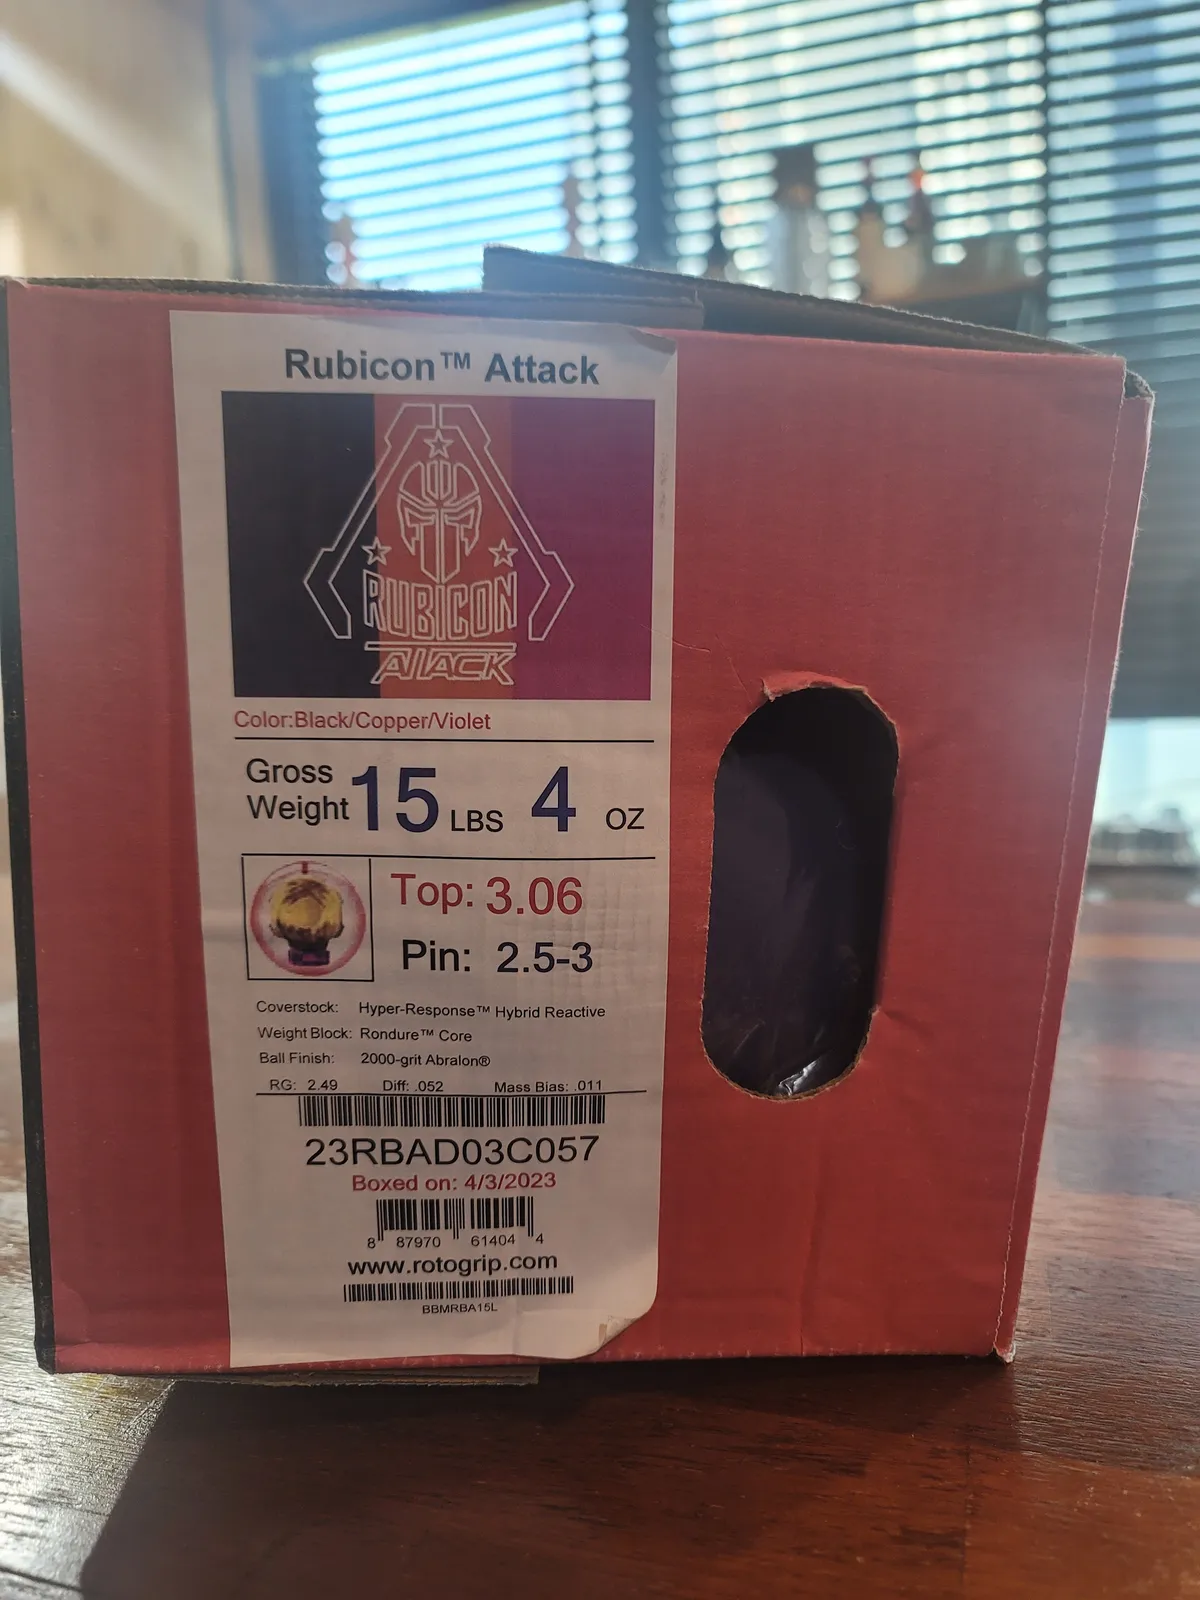 Rubicon™ Attack
RUBICON
ATTACK
Color:Black/Copper/Violet
Gross
Weight 15 LBS 4 OZ
Top: 3.06
Pin: 2.5-3
Coverstock: Hyper-Response™ Hybrid Reactive
Weight Block: Rondure™ Core
Ball Finish: 2000-grit Abralon®
RG: 2.49 Diff: .052 Mass Bias: .011
23RBAD03C057
Boxed on: 4/3/2023
8 87970 61404 4
www.rotogrip.com
BBMRBA15L